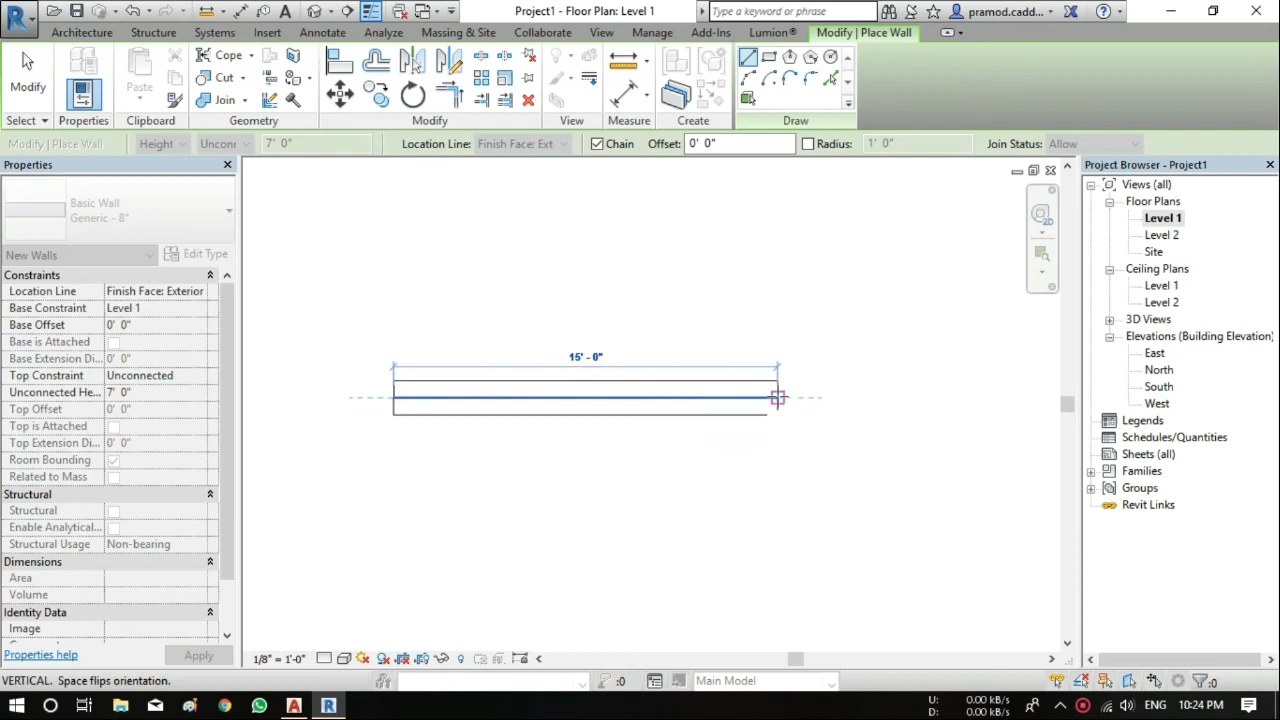 Project1 - Floor Plan: Level 1
Type a keyword or phrase
pramod.cadd...
Architecture
Structure
Systems
Insert
Annotate
Analyze
Massing & Site
Collaborate
View
Manage
Add-Ins
Lumion®
Modify | Place Wall
Modify
Paste
Cope
Cut
Join
Select
Properties
Clipboard
Geometry
Modify
View
Measure
Create
Draw
Modify | Place Wall
Height
Unconn
7' 0"
Location Line:
Finish Face: Ext
Chain
Offset:
0' 0"
Radius:
1' 0"
Join Status:
Allow
Properties
Basic Wall
Generic - 8"
New Walls
Edit Type
Constraints
Location Line Finish Face: Exterior
Base Constraint Level 1
Base Offset 0' 0"
Base is Attached
Base Extension Di... 0' 0"
Top Constraint Unconnected
Unconnected He... 7' 0"
Top Offset 0' 0"
Top is Attached
Top Extension Di... 0' 0"
Room Bounding
Related to Mass
Structural
Structural
Enable Analytical...
Structural Usage Non-bearing
Dimensions
Area
Volume
Identity Data
Image
Properties help
Apply
2D
15' - 0"
Project Browser - Project1
Views (all)
Floor Plans
Level 1
Level 2
Site
Ceiling Plans
Level 1
Level 2
3D Views
Elevations (Building Elevation)
East
North
South
West
Legends
Schedules/Quantities
Sheets (all)
Families
Groups
Revit Links
1/8" = 1'-0"
VERTICAL. Space flips orientation.
:0
Main Model
:0
U: 0.00 kB/s
D: 0.00 kB/s
ENG
10:24 PM